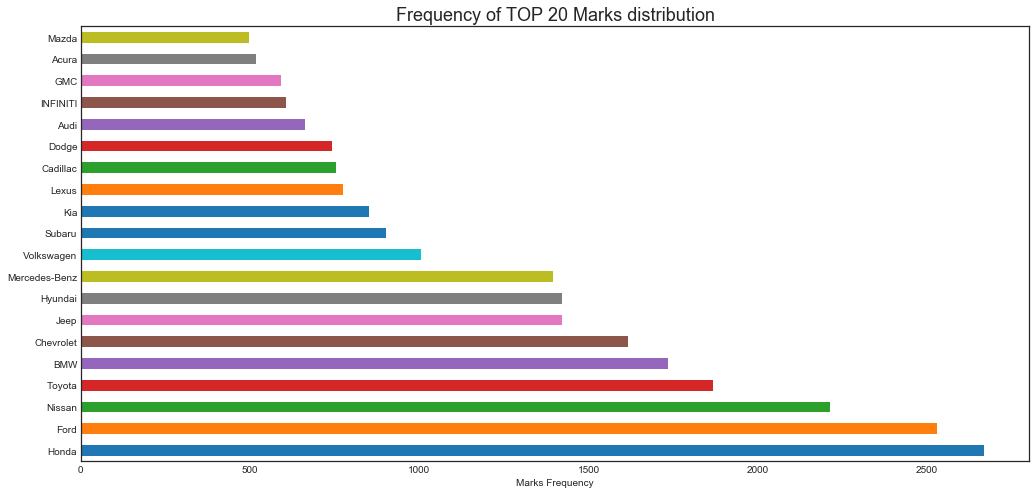 Frequency of TOP 20 Marks distribution
Mazda
Acura
GMC
INFINITI
Audi
Dodge
Cadillac
Lexus
Kia
Subaru
Volkswagen
Mercedes-Benz
Hyundai
Jeep
Chevrolet
BMW
Toyota
Nissan
Ford
Honda
0 500 1000 1500 2000 2500
Marks Frequency